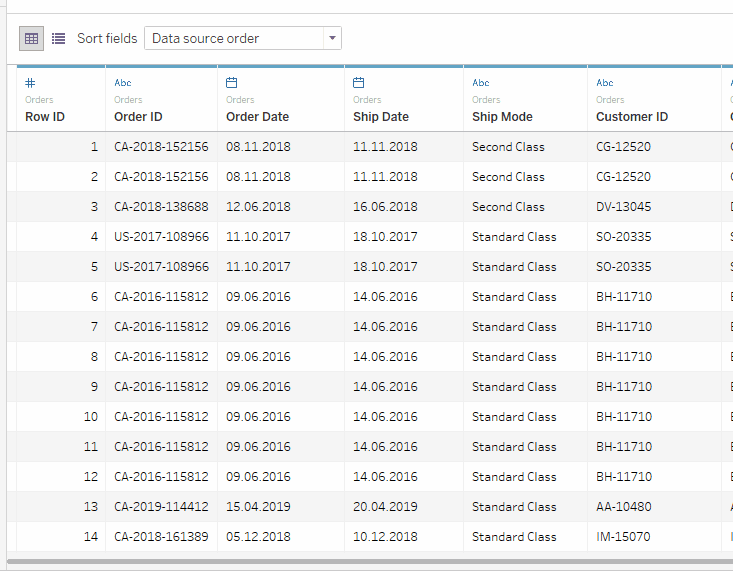 Sort fields Data source order
# Abc Abc Abc
Orders Orders Orders Orders Orders Orders
Row ID Order ID Order Date Ship Date Ship Mode Customer ID
1 CA-2018-152156 08.11.2018 11.11.2018 Second Class CG-12520
2 CA-2018-152156 08.11.2018 11.11.2018 Second Class CG-12520
3 CA-2018-138688 12.06.2018 16.06.2018 Second Class DV-13045
4 US-2017-108966 11.10.2017 18.10.2017 Standard Class SO-20335
5 US-2017-108966 11.10.2017 18.10.2017 Standard Class SO-20335
6 CA-2016-115812 09.06.2016 14.06.2016 Standard Class BH-11710
7 CA-2016-115812 09.06.2016 14.06.2016 Standard Class BH-11710
8 CA-2016-115812 09.06.2016 14.06.2016 Standard Class BH-11710
9 CA-2016-115812 09.06.2016 14.06.2016 Standard Class BH-11710
10 CA-2016-115812 09.06.2016 14.06.2016 Standard Class BH-11710
11 CA-2016-115812 09.06.2016 14.06.2016 Standard Class BH-11710
12 CA-2016-115812 09.06.2016 14.06.2016 Standard Class BH-11710
13 CA-2019-114412 15.04.2019 20.04.2019 Standard Class AA-10480
14 CA-2018-161389 05.12.2018 10.12.2018 Standard Class IM-15070